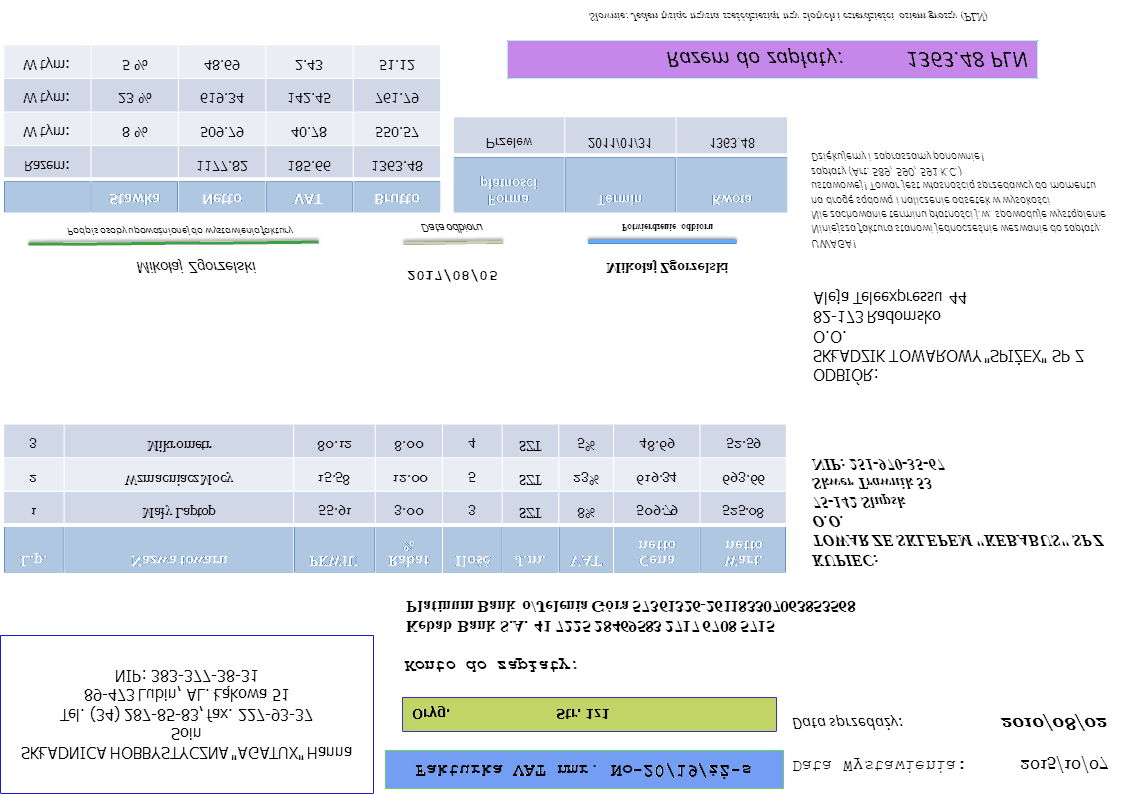 Fakturka VAT nmr. No-20/19/żż-s
Data Wystawienia: 2015/10/07
Oryg. Str. 1z1
Data sprzedaży: 2010/08/02
SKŁADNICA HOBBYSTYCZNA "AGATUX" Hanna
Soin
Tel. (34) 287-85-83, fax. 227-93-37
89-473 Lubin, AL. Łąkowa 51
NIP: 383-377-38-31
Konto do zapłaty:
Kebab Bank S.A. 41 7225 28469583 2717 6708 5715
Platinum Bank o/Jelenia Góra 57361326-261183307063853568
KUPIEC:
TOWAR ZE SKLEPEM "KEBABUS" SP Z
O.O.
75-142 Słupsk
Skwer Trawnik 53
NIP: 251-970-35-67
L.p. Nazwa towaru PKWiU Rabat % Ilość J.m. VAT Cena netto Wart. netto
1 Mały Laptop 55.91 3.00 3 SZT 8% 509.79 525.08
2 Wzmacniacz Mocy 15.58 12.00 5 SZT 23% 619.34 693.66
3 Mikrometr 80.12 8.00 4 SZT 5% 48.69 52.59
ODBIÓR:
SKŁADZIK TOWAROWY "SPIŻEX" SP Z
O.O.
82-173 Radomsko
Aleja Teleexpressu 44
Mikołaj Zgorzelski
Podpis osoby upoważnionej do wystawienia faktury
2017/08/05
Data odbioru
Mikołaj Zgorzelski
Potwierdzenie odbioru
UWAGA!
Niniejsza faktura stanowi jednocześnie wezwanie do zapłaty.
Nie zachowanie terminu płatności j.w. spowoduje wystąpienie
na drogę sądową i naliczenie odsetek w wysokości
ustawowej! Towar jest własnością sprzedawcy do momentu
zapłaty (Art. 589, 590, 591 K.C.)
Dziękujemy i zapraszamy ponownie!
Stawka Netto VAT Brutto
Razem: 1177.82 185.66 1363.48
W tym: 8 % 509.79 40.78 550.57
W tym: 23 % 619.34 142.45 761.79
W tym: 5 % 48.69 2.43 51.12
Forma płatności Termin Kwota
Przelew 2011/01/31 1363.48
Razem do zapłaty: 1363.48 PLN
Słownie: Jeden tysiąc trzysta sześćdziesiąt trzy złotych i czterdzieści osiem groszy (PLN)